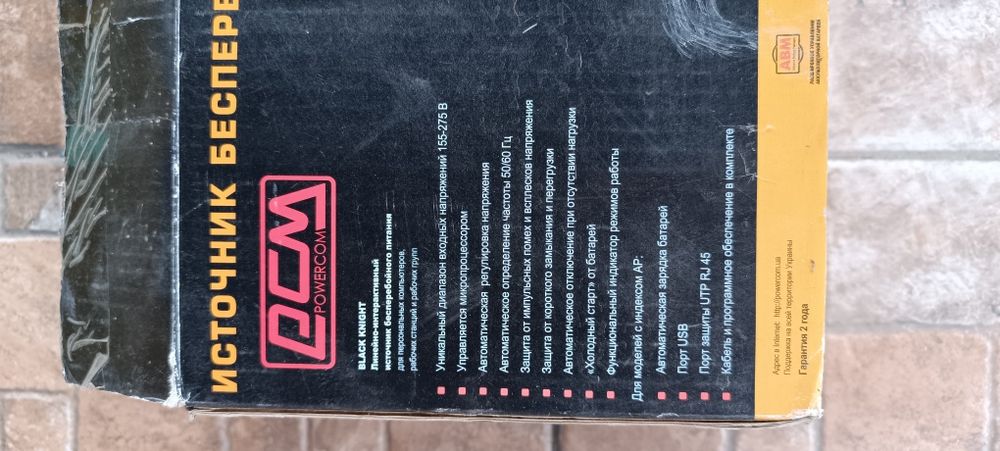 ИСТОЧНИК БЕСПЕРЕ
PCM
POWERCOM
BLACK KNIGHT
Линейно-интерактивный
источник бесперебойного питания
для персональных компьютеров,
рабочих станций и рабочих групп
Уникальный диапазон входных напряжений 155-275 В
Управляется микропроцессором
Автоматическая регулировка напряжения
Автоматическое определение частоты 50/60 Гц
Защита от импульсных помех и всплесков напряжения
Защита от короткого замыкания и перегрузки
Автоматическое отключение при отсутствии нагрузки
«Холодный старт» от батарей
Функциональный индикатор режимов работы
Для моделей с индексом AP:
Автоматическая зарядка батарей
Порт USB
Порт защиты UTP RJ 45
Кабель и программное обеспечение в комплекте
Адрес в Internet: http://powercom.ua
Поддержка на всей территории Украины
Гарантия 2 года
ABM
РАСШИРЕННОЕ УПРАВЛЕНИЕ
АККУМУЛЯТОРНОЙ БАТАРЕЕЙ